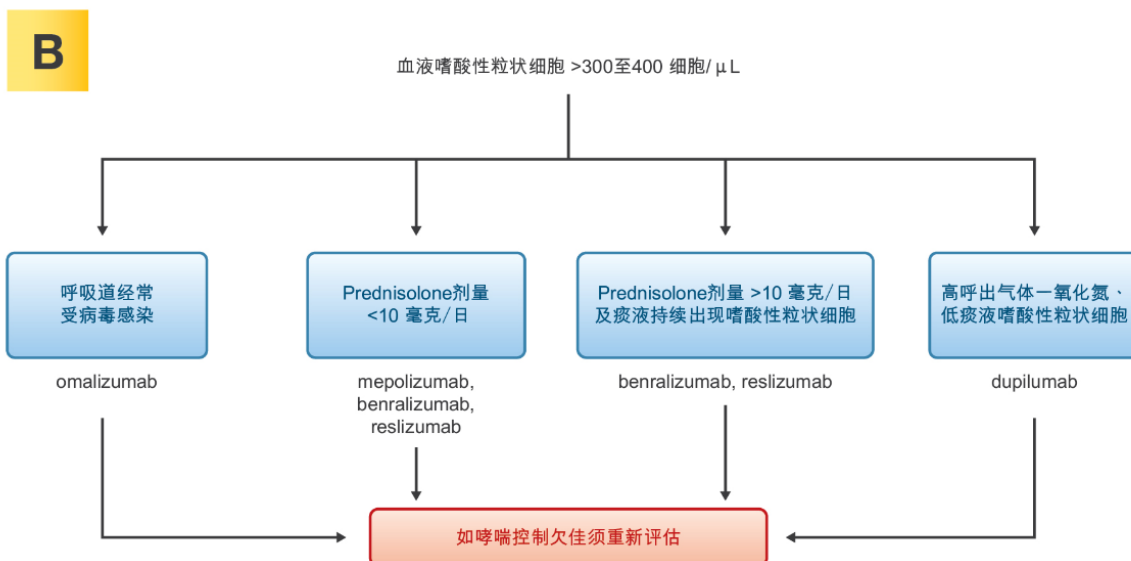 B
血液嗜酸性粒状细胞 >300至400 细胞/μL
呼吸道经常
受病毒感染
Prednisolone剂量
<10 毫克/日
Prednisolone剂量 >10 毫克/日
及痰液持续出现嗜酸性粒状细胞
高呼出气体一氧化氮、
低痰液嗜酸性粒状细胞
omalizumab
mepolizumab,
benralizumab,
reslizumab
benralizumab, reslizumab
dupilumab
如哮喘控制欠佳须重新评估